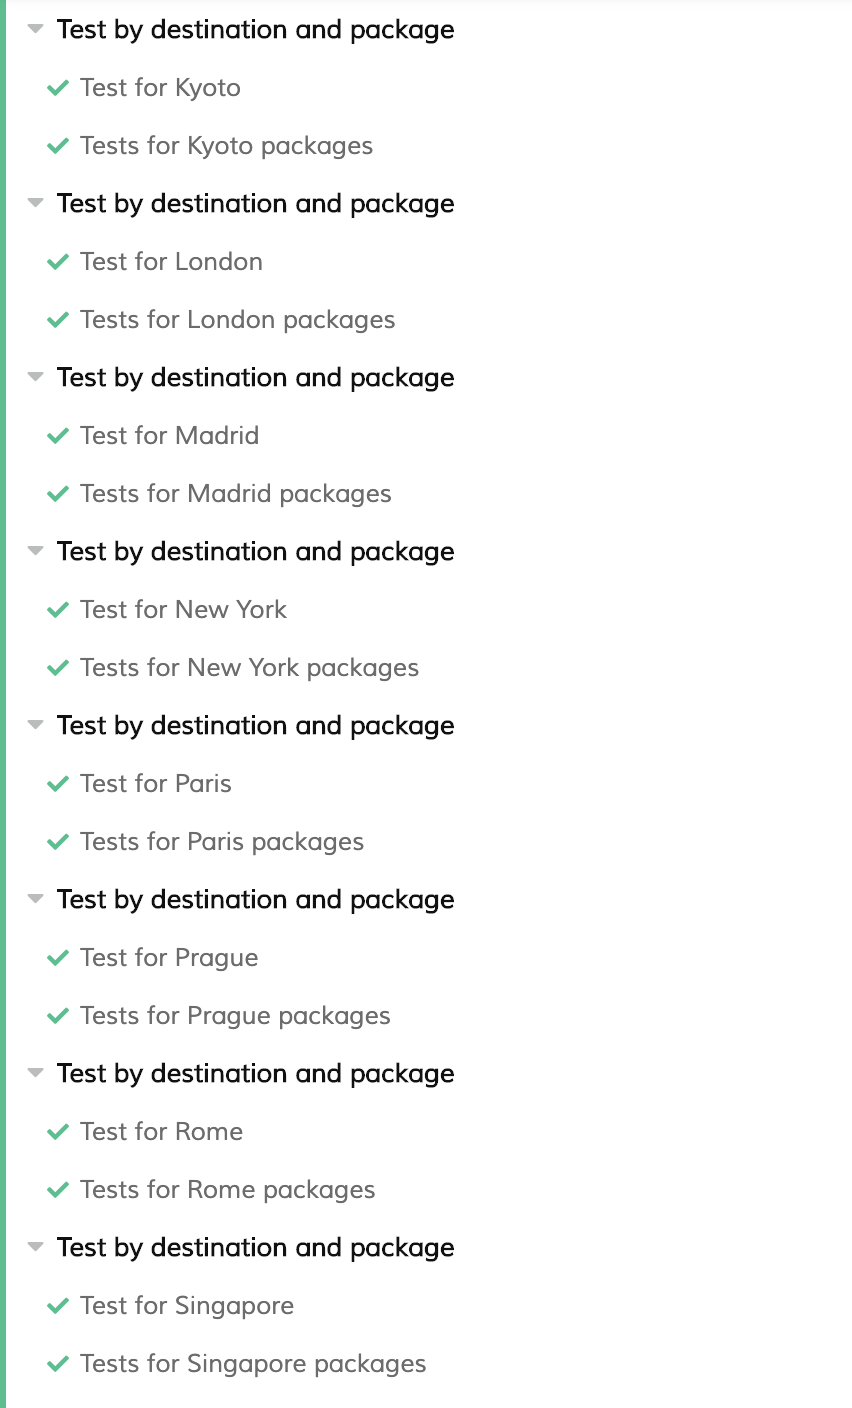 Test by destination and package
Test for Kyoto
Tests for Kyoto packages
Test by destination and package
Test for London
Tests for London packages
Test by destination and package
Test for Madrid
Tests for Madrid packages
Test by destination and package
Test for New York
Tests for New York packages
Test by destination and package
Test for Paris
Tests for Paris packages
Test by destination and package
Test for Prague
Tests for Prague packages
Test by destination and package
Test for Rome
Tests for Rome packages
Test by destination and package
Test for Singapore
Tests for Singapore packages